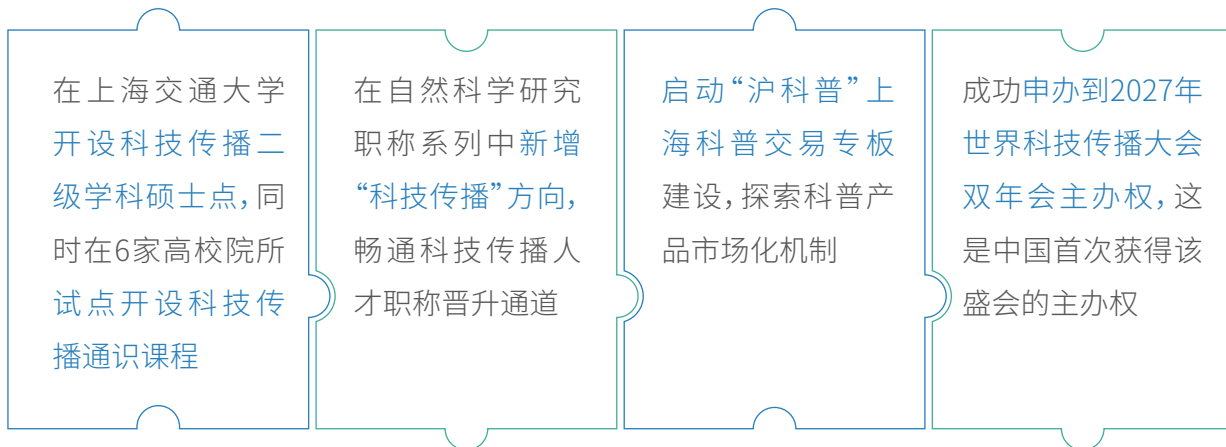 在上海交通大学
开设科技传播二
级学科硕士点，同
时在6家高校院所
试点开设科技传
播通识课程
在自然科学研究
职称系列中新增
“科技传播”方向，
畅通科技传播人
才职称晋升通道
启动“沪科普”上
海科普交易专板
建设，探索科普产
品市场化机制
成功申办到2027年
世界科技传播大会
双年会主办权，这
是中国首次获得该
盛会的主办权